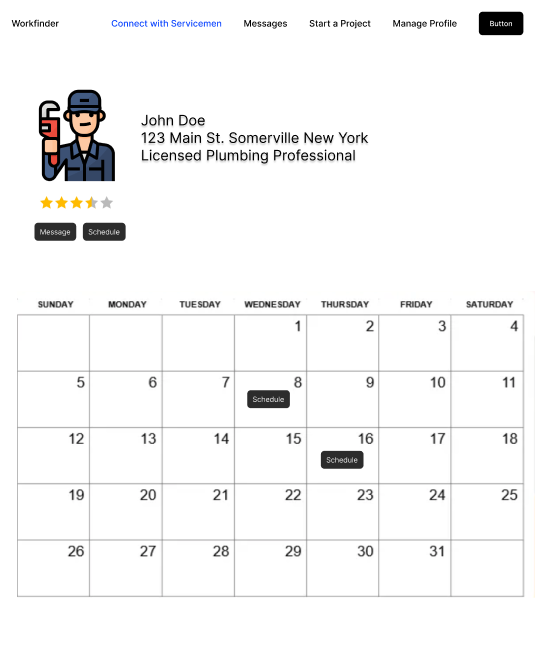 Workfinder Connect with Servicemen Messages Start a Project Manage Profile Button
John Doe
123 Main St. Somerville New York
Licensed Plumbing Professional
Message Schedule
SUNDAY MONDAY TUESDAY WEDNESDAY THURSDAY FRIDAY SATURDAY
1 2 3 4
5 6 7 8 9 10 11
Schedule
12 13 14 15 16 17 18
Schedule
19 20 21 22 23 24 25
26 27 28 29 30 31